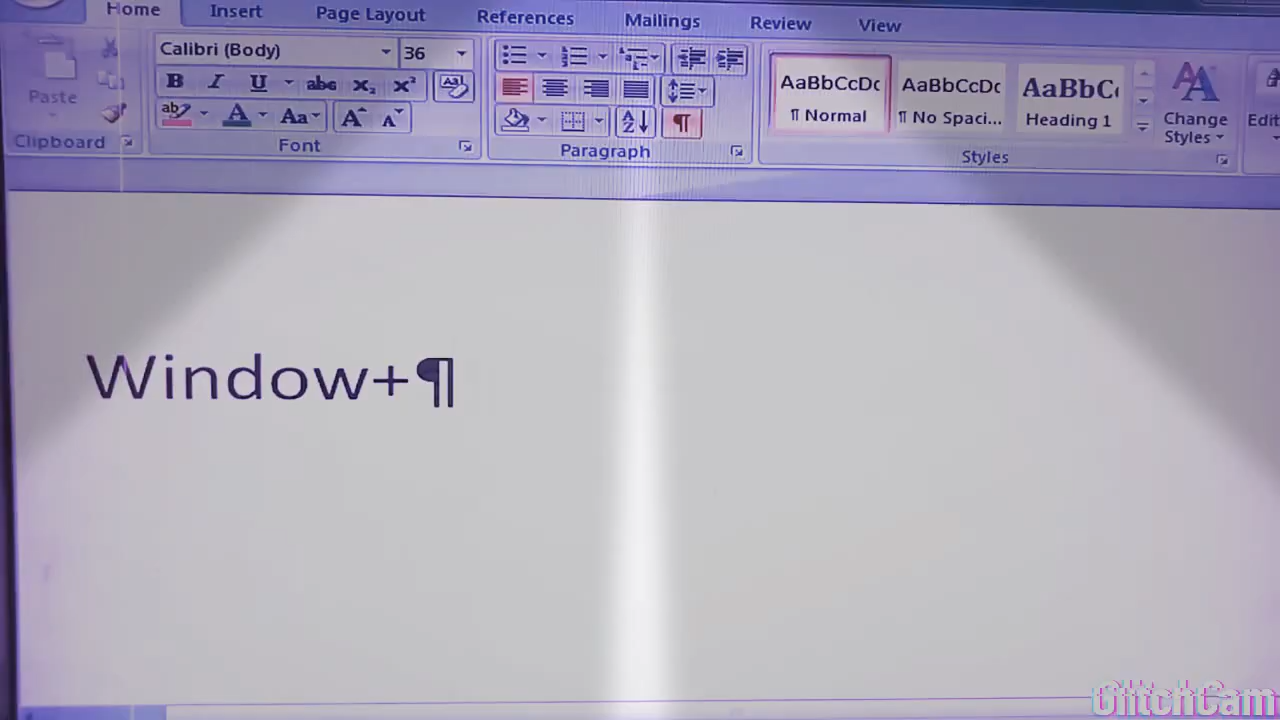 Home Insert Page Layout References Mailings Review View
Calibri (Body) 36
B I U abc x₂ x² 
ab A Aa A A
AaBbCcDc AaBbCcDc AaBbC
¶ Normal ¶ No Spaci... Heading 1
Change
Styles
Paste
Clipboard Font Paragraph Styles
Window+¶
GlitchCam